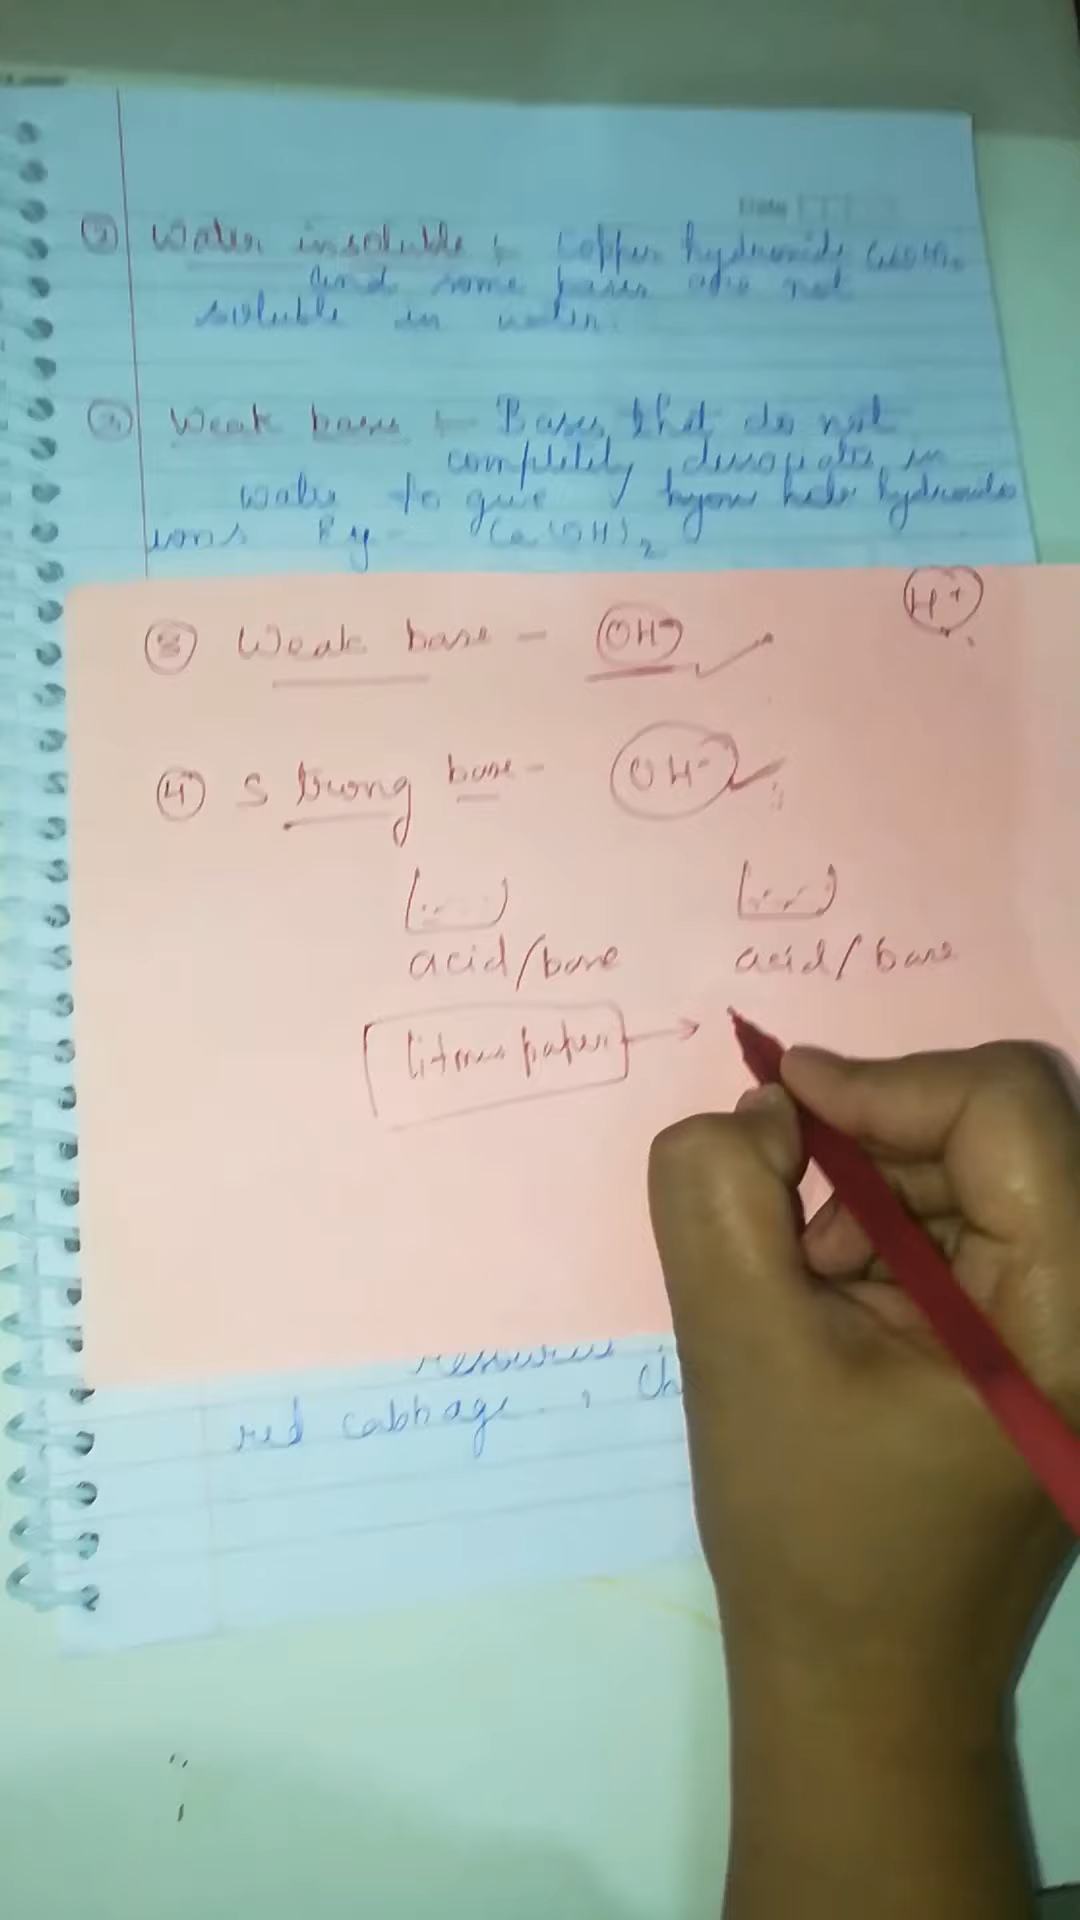 Date
② Water insoluble :- Copper hydroxide Cu(OH)2
and some bases are not
soluble in water.
③ Weak base :- Bases that do not
completely in
water to give hydroxide
ions Eg - Ca(OH)2
H+
③ Weak base - OH-
④ Strong base - OH-
acid/base acid/base
litmus paper →
red cabbage, Ch